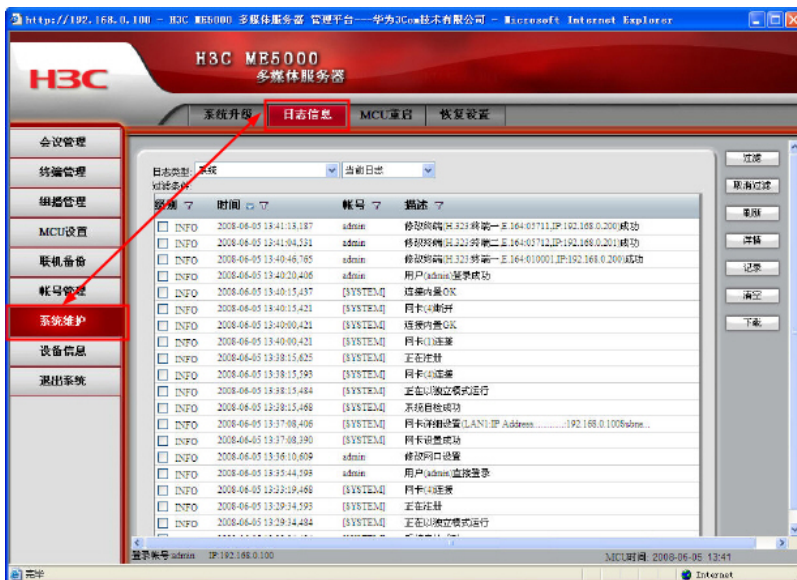 http://192.168.0.100 - H3C ME5000 多媒体服务器 管理平台---华为3Com技术有限公司 - Microsoft Internet Explorer
H3C
H3C ME5000
多媒体服务器
系统升级 日志信息 MCU重启 恢复设置
会议管理
终端管理
组播管理
MCU设置
联机备份
帐号管理
系统维护
设备信息
退出系统
日志类型: 系统 当前日志
过滤条件
级别 时间 帐号 描述
INFO 2008-06-05 13:41:13,187 admin 修改终端(H.323:终端一,E.164:05711,IP:192.168.0.200)成功
INFO 2008-06-05 13:41:04,531 admin 修改终端(H.323:终端二,E.164:05712,IP:192.168.0.201)成功
INFO 2008-06-05 13:40:46,765 admin 修改终端(H.323:终端一,E.164:010001,IP:192.168.0.200)成功
INFO 2008-06-05 13:40:20,406 admin 用户(admin)登录成功
INFO 2008-06-05 13:40:15,437 [SYSTEM] 连接内量OK
INFO 2008-06-05 13:40:15,421 [SYSTEM] 网卡(4)断开
INFO 2008-06-05 13:40:00,421 [SYSTEM] 连接内量OK
INFO 2008-06-05 13:40:00,421 [SYSTEM] 网卡(1)连接
INFO 2008-06-05 13:38:15,625 [SYSTEM] 正在注册
INFO 2008-06-05 13:38:15,593 [SYSTEM] 网卡(4)连接
INFO 2008-06-05 13:38:15,484 [SYSTEM] 正在以独立模式运行
INFO 2008-06-05 13:38:15,468 [SYSTEM] 系统自检成功
INFO 2008-06-05 13:37:08,406 [SYSTEM] 网卡详细设置(LAN1:IP Address............:192.168.0.100
INFO 2008-06-05 13:37:08,390 [SYSTEM] 网卡设置成功
INFO 2008-06-05 13:36:10,609 admin 修改网口设置
INFO 2008-06-05 13:35:44,593 admin 用户(admin)直接登录
INFO 2008-06-05 13:33:19,468 [SYSTEM] 网卡(4)连接
INFO 2008-06-05 13:29:34,593 [SYSTEM] 正在注册
INFO 2008-06-05 13:29:34,484 [SYSTEM] 正在以独立模式运行
过滤
取消过滤
刷新
详情
记录
清空
下载
登录帐号:admin IP:192.168.0.100 MCU时间: 2008-06-05 13:41
完毕 Internet